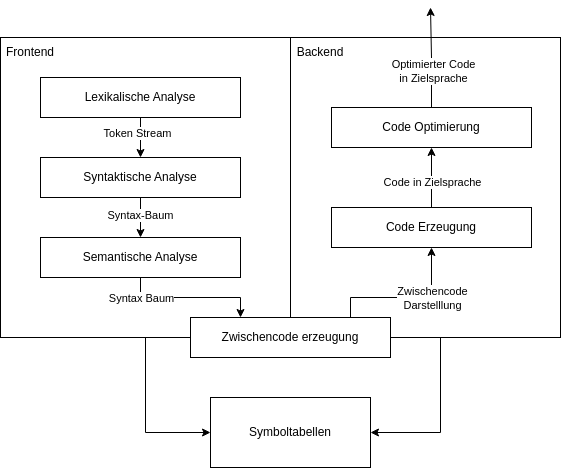 Frontend
Lexikalische Analyse
Token Stream
Syntaktische Analyse
Syntax-Baum
Semantische Analyse
Syntax Baum
Zwischencode erzeugung
Backend
Optimierter Code
in Zielsprache
Code Optimierung
Code in Zielsprache
Code Erzeugung
Zwischencode
Darstelllung
Symboltabellen